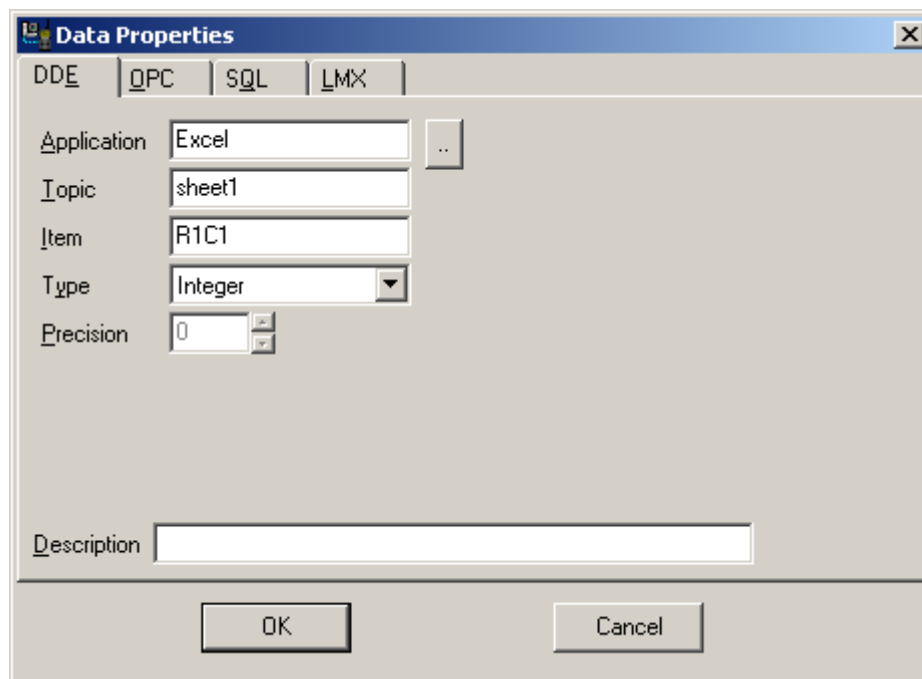 Data Properties
DDE OPC SQL LMX
Application Excel ..
Topic sheet1
Item R1C1
Type Integer
Precision 0
Description
OK Cancel